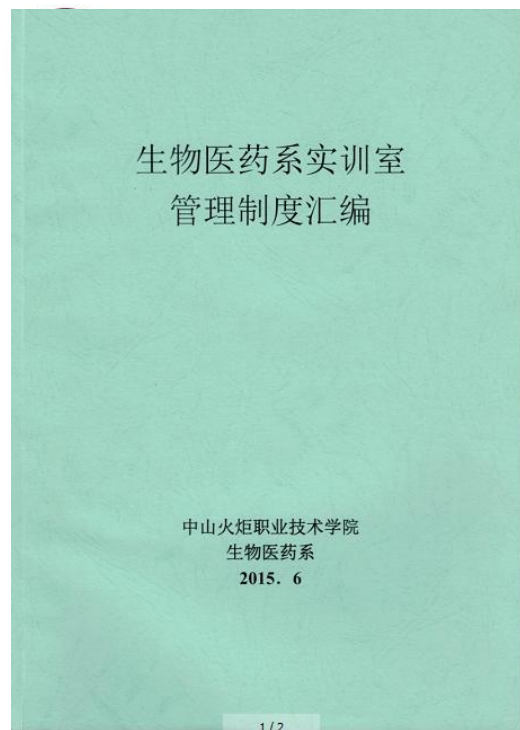 生物医药系实训室
管理制度汇编
中山火炬职业技术学院
生物医药系
2015. 6
1 / 2